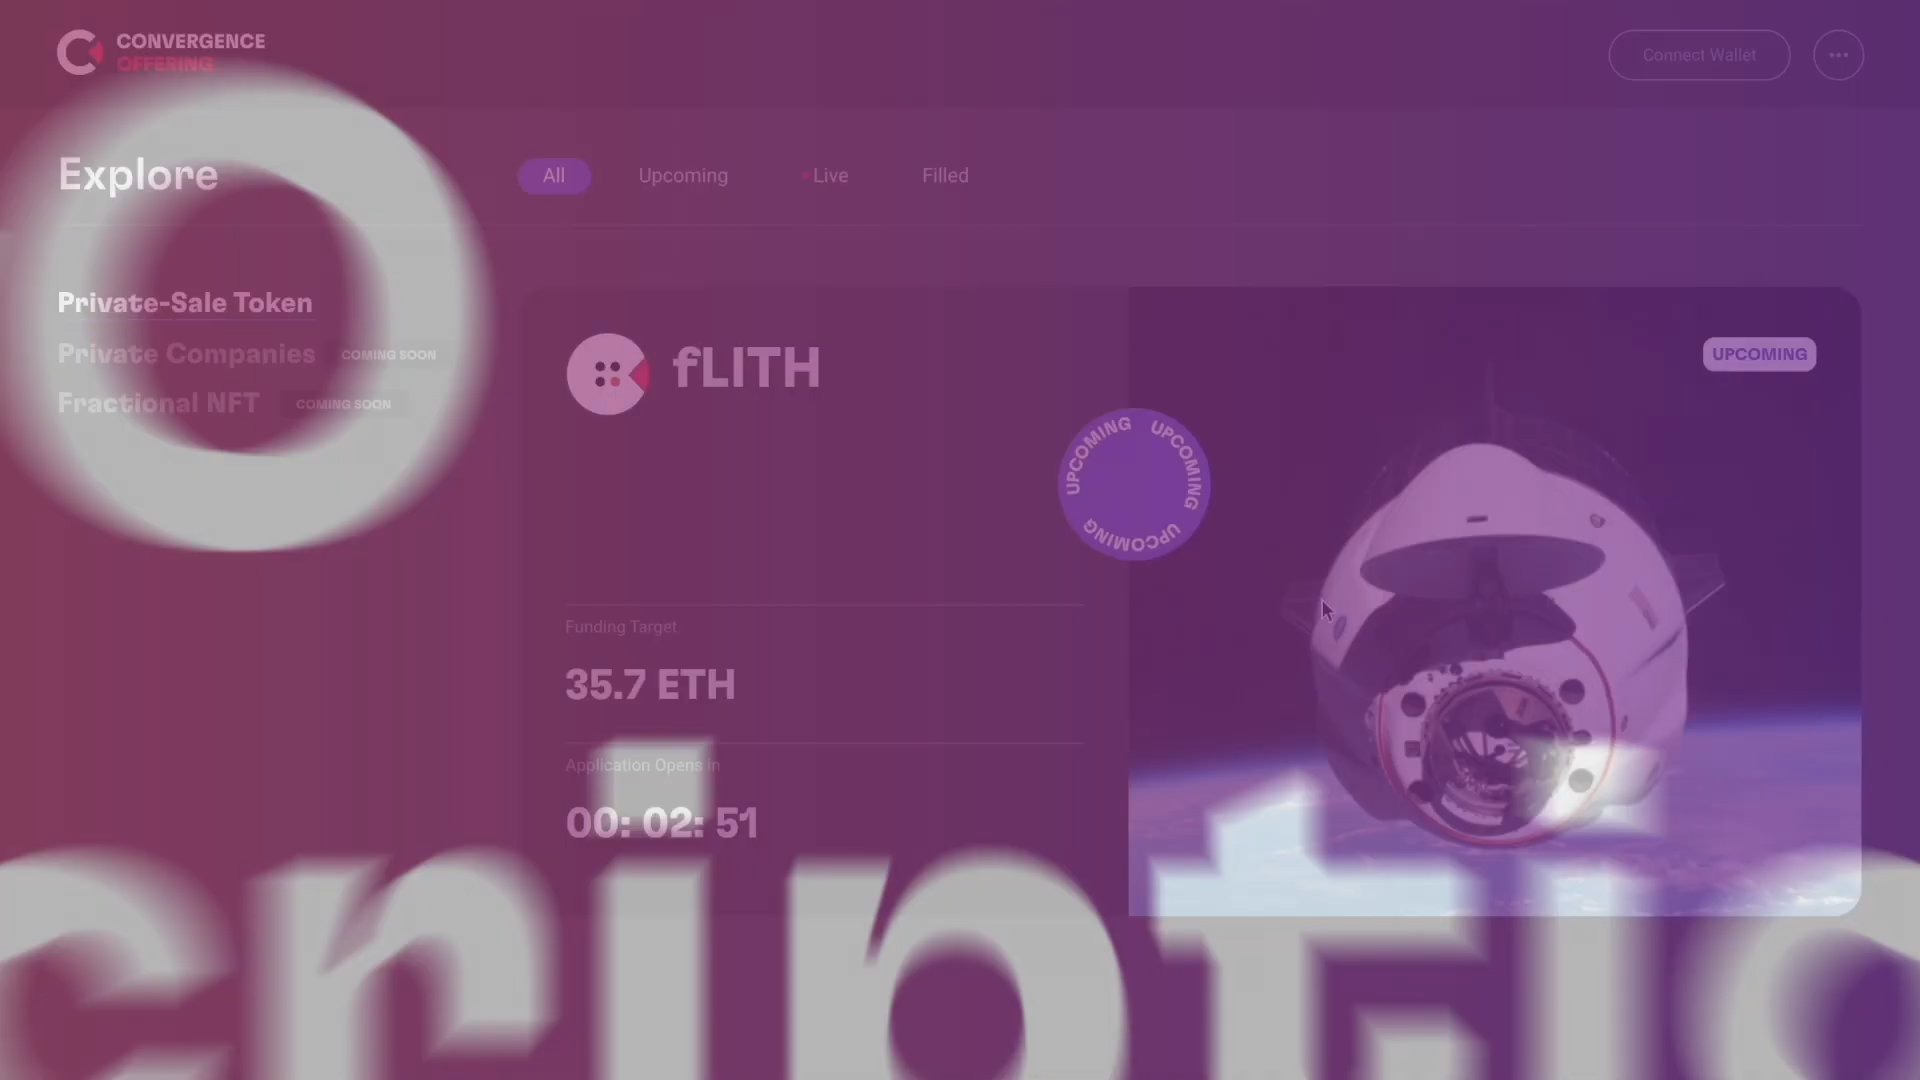 CONVERGENCE
OFFERING
Connect Wallet
Explore
All
Upcoming
Live
Filled
Private-Sale Token
Private Companies COMING SOON
Fractional NFT COMING SOON
fLITH
UPCOMING
UPCOMING UPCOMING UPCOMING
Funding Target
35.7 ETH
Application Opens in
00: 02: 51
O
criptio